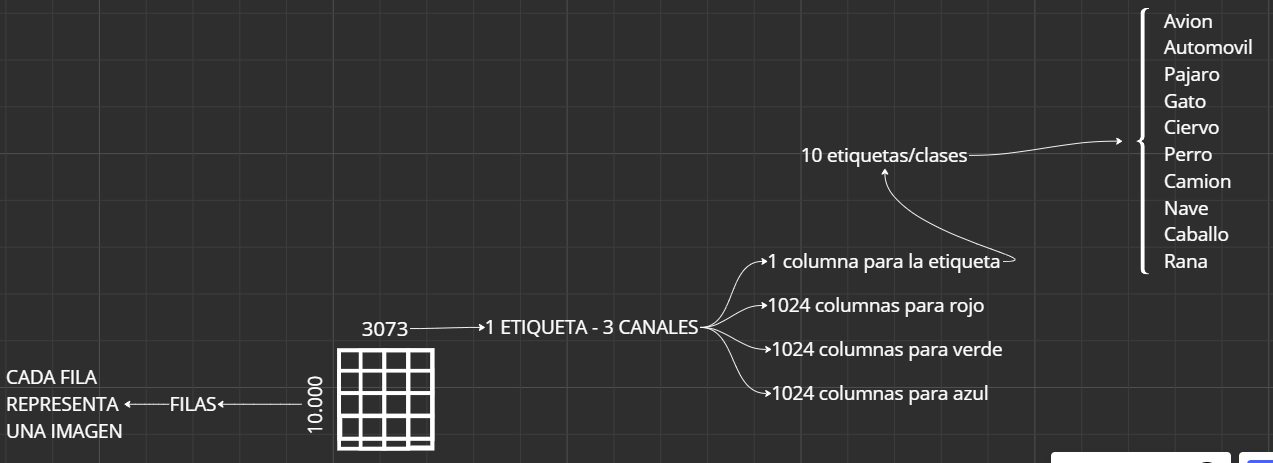 Avion
Automovil
Pajaro
Gato
Ciervo
Perro
Camion
Nave
Caballo
Rana
10 etiquetas/clases
1 columna para la etiqueta
1024 columnas para rojo
1024 columnas para verde
1024 columnas para azul
3073
1 ETIQUETA - 3 CANALES
10.000
FILAS
CADA FILA
REPRESENTA
UNA IMAGEN